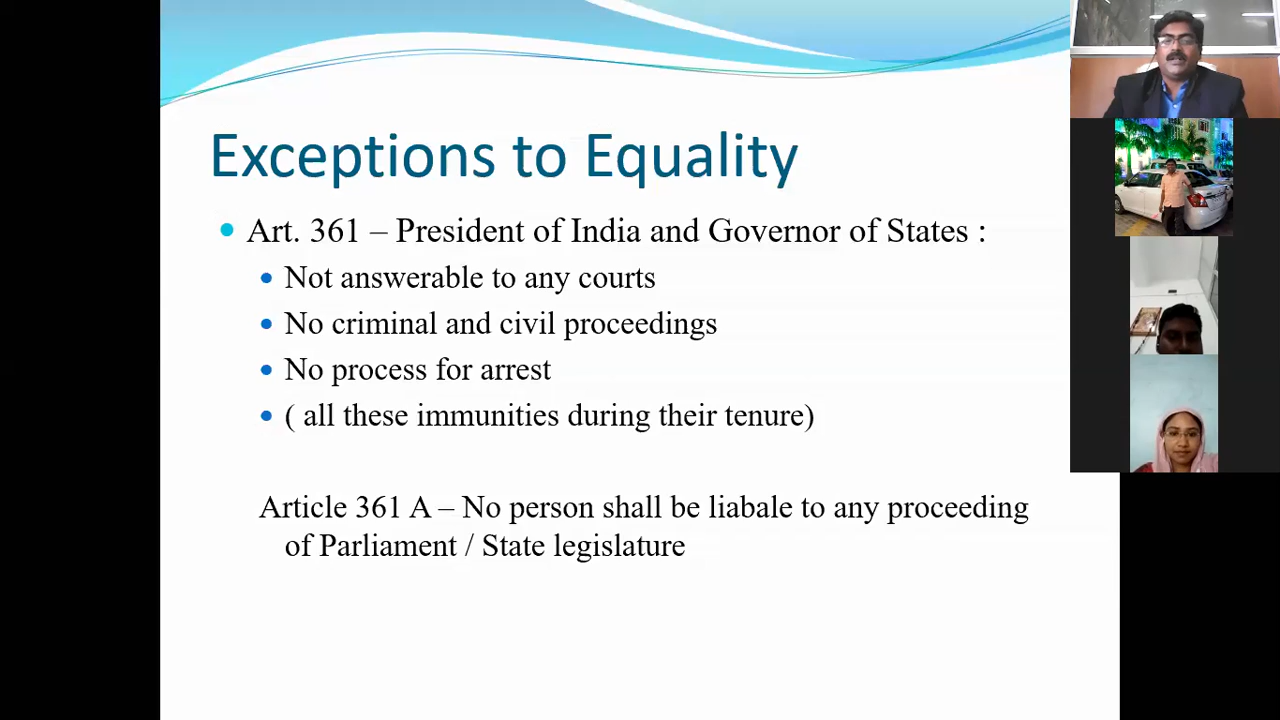 Exceptions to Equality
• Art. 361 – President of India and Governor of States :
• Not answerable to any courts
• No criminal and civil proceedings
• No process for arrest
• ( all these immunities during their tenure)
Article 361 A – No person shall be liabale to any proceeding
of Parliament / State legislature